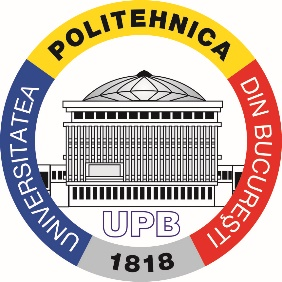 UNIVERSITATEA
POLITEHNICA
DIN BUCUREȘTI
UPB
1818